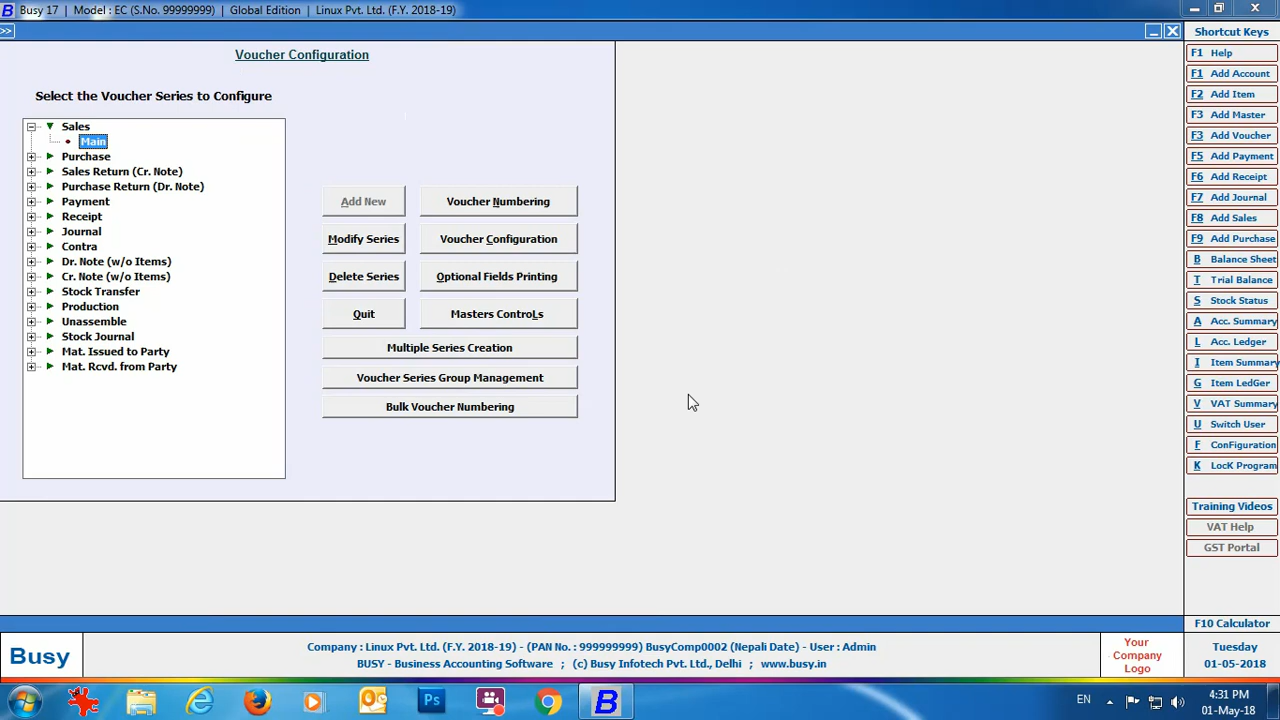 Busy 17 | Model : EC (S.No. 99999999) | Global Edition | Linux Pvt. Ltd. (F.Y. 2018-19)
>>
Voucher Configuration
Select the Voucher Series to Configure
Sales
Main
Purchase
Sales Return (Cr. Note)
Purchase Return (Dr. Note)
Payment
Receipt
Journal
Contra
Dr. Note (w/o Items)
Cr. Note (w/o Items)
Stock Transfer
Production
Unassemble
Stock Journal
Mat. Issued to Party
Mat. Rcvd. from Party
Add New
Voucher Numbering
Modify Series
Voucher Configuration
Delete Series
Optional Fields Printing
Quit
Masters ControLs
Multiple Series Creation
Voucher Series Group Management
Bulk Voucher Numbering
Shortcut Keys
F1 Help
F1 Add Account
F2 Add Item
F3 Add Master
F3 Add Voucher
F5 Add Payment
F6 Add Receipt
F7 Add Journal
F8 Add Sales
F9 Add Purchase
B Balance Sheet
T Trial Balance
S Stock Status
A Acc. Summary
L Acc. Ledger
I Item Summary
G Item LedGer
V VAT Summary
U Switch User
F ConFiguration
K LocK Program
Training Videos
VAT Help
GST Portal
F10 Calculator
Busy
Company : Linux Pvt. Ltd. (F.Y. 2018-19) - (PAN No. : 999999999) BusyComp0002 (Nepali Date) - User : Admin
BUSY - Business Accounting Software ; (c) Busy Infotech Pvt. Ltd., Delhi ; www.busy.in
Your
Company
Logo
Tuesday
01-05-2018
Ps
B
EN
4:31 PM
01-May-18